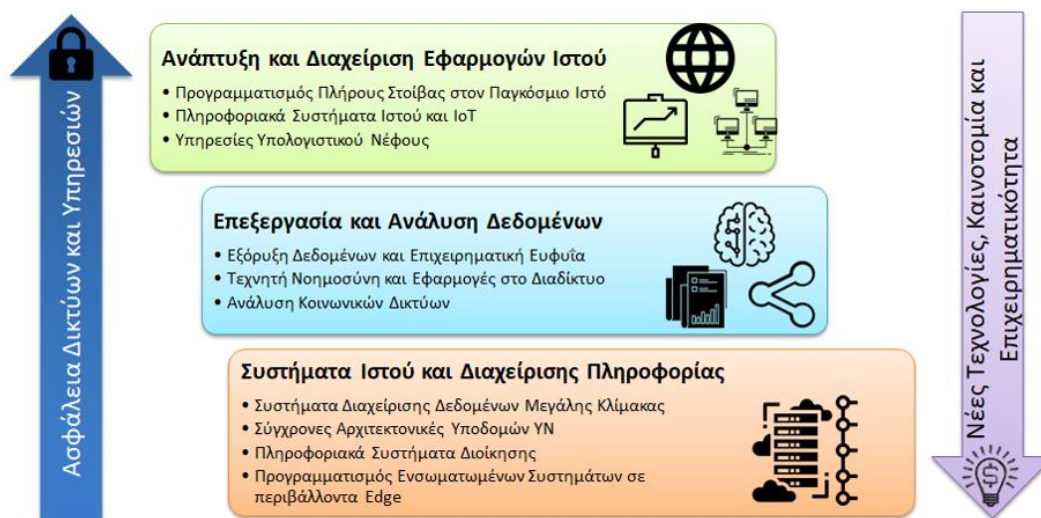 Ασφάλεια Δικτύων και Υπηρεσιών
Ανάπτυξη και Διαχείριση Εφαρμογών Ιστού
• Προγραμματισμός Πλήρους Στοίβας στον Παγκόσμιο Ιστό
• Πληροφοριακά Συστήματα Ιστού και IoT
• Υπηρεσίες Υπολογιστικού Νέφους
Επεξεργασία και Ανάλυση Δεδομένων
• Εξόρυξη Δεδομένων και Επιχειρηματική Ευφυΐα
• Τεχνητή Νοημοσύνη και Εφαρμογές στο Διαδίκτυο
• Ανάλυση Κοινωνικών Δικτύων
Συστήματα Ιστού και Διαχείρισης Πληροφορίας
• Συστήματα Διαχείρισης Δεδομένων Μεγάλης Κλίμακας
• Σύγχρονες Αρχιτεκτονικές Υποδομών ΥΝ
• Πληροφοριακά Συστήματα Διοίκησης
• Προγραμματισμός Ενσωματωμένων Συστημάτων σε
περιβάλλοντα Edge
Νέες Τεχνολογίες, Καινοτομία και
Επιχειρηματικότητα
$